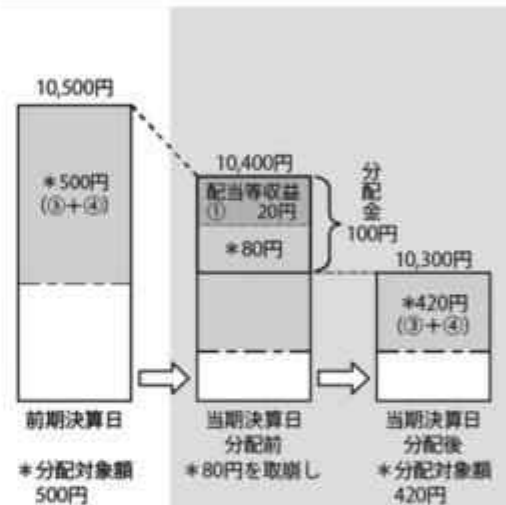 10,500円
*500円
(③+④)
前期決算日
*分配対象額
500円
10,400円
配当等収益
① 20円
*80円
分配金
100円
当期決算日
分配前
*80円を取崩し
10,300円
*420円
(③+④)
当期決算日
分配後
*分配対象額
420円